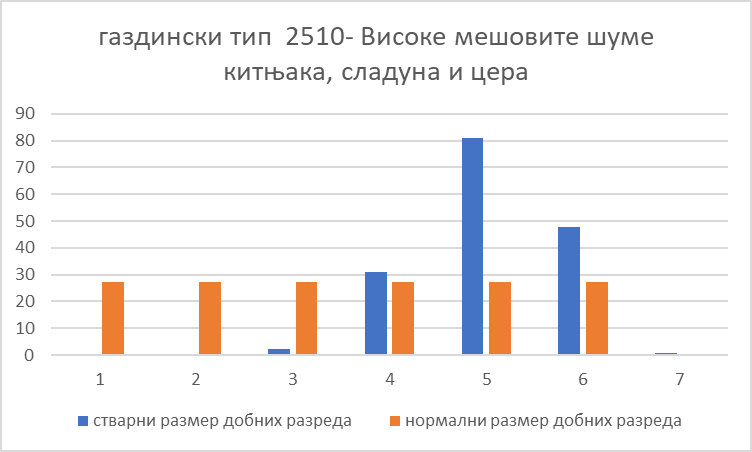 газдински тип  2510- Високе мешовите шуме
китњака, сладуна и цера
90
80
70
60
50
40
30
20
10
0
1 2 3 4 5 6 7
стварни размер добних разреда нормални размер добних разреда